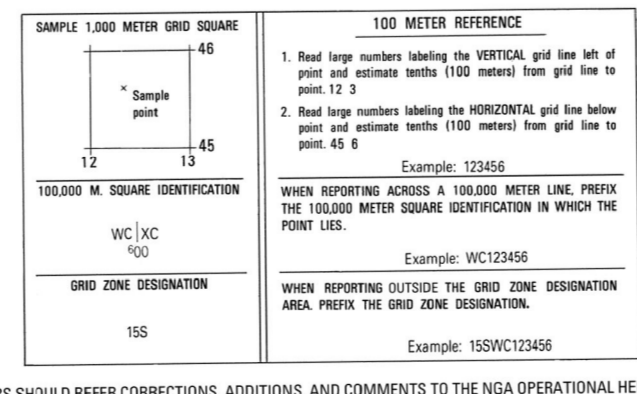 SAMPLE 1,000 METER GRID SQUARE
46
× Sample
point
45
12 13
100,000 M. SQUARE IDENTIFICATION
WC|XC
⁶00
GRID ZONE DESIGNATION
15S
100 METER REFERENCE
1. Read large numbers labeling the VERTICAL grid line left of
point and estimate tenths (100 meters) from grid line to
point. 12 3
2. Read large numbers labeling the HORIZONTAL grid line below
point and estimate tenths (100 meters) from grid line to
point. 45 6
Example: 123456
WHEN REPORTING ACROSS A 100,000 METER LINE, PREFIX
THE 100,000 METER SQUARE IDENTIFICATION IN WHICH THE
POINT LIES.
Example: WC123456
WHEN REPORTING OUTSIDE THE GRID ZONE DESIGNATION
AREA. PREFIX THE GRID ZONE DESIGNATION.
Example: 15SWC123456
SHOULD REFER CORRECTIONS, ADDITIONS, AND COMMENTS TO THE NGA OPERATIONAL